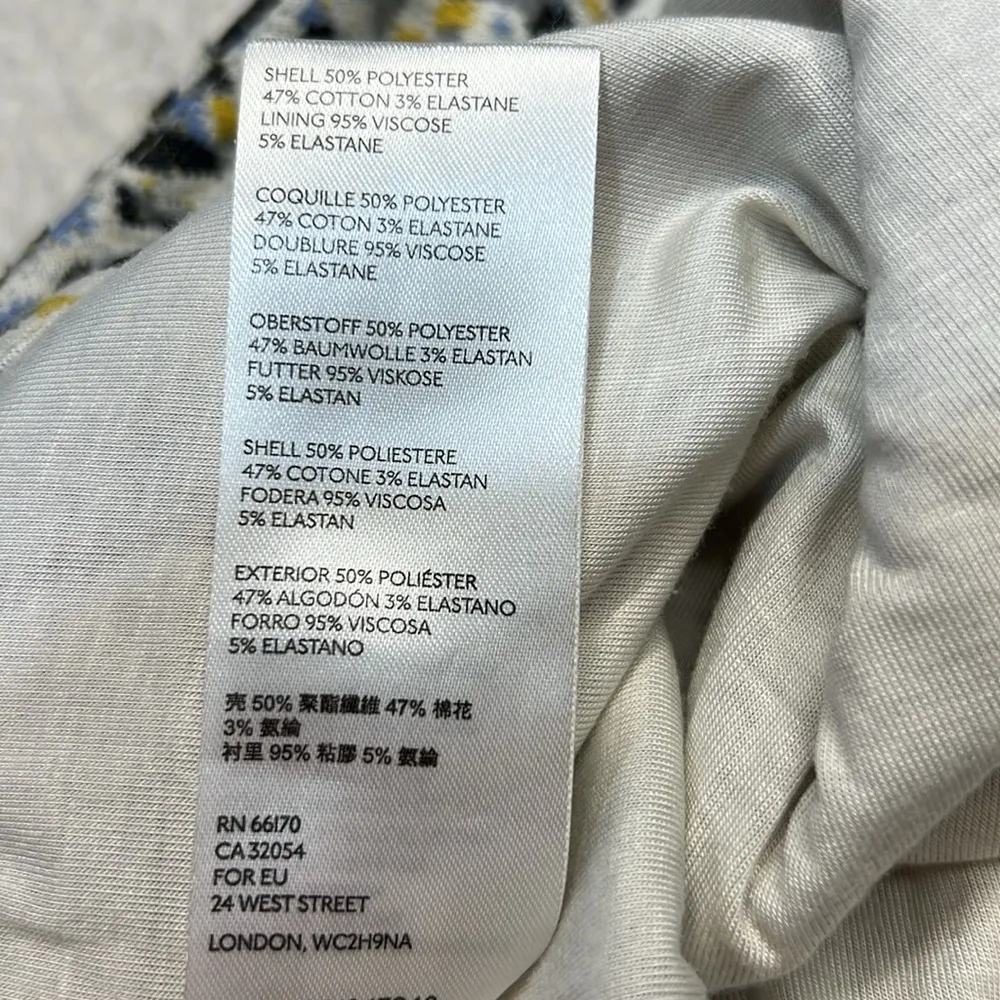 SHELL 50% POLYESTER
47% COTTON 3% ELASTANE
LINING 95% VISCOSE
5% ELASTANE
COQUILLE 50% POLYESTER
47% COTON 3% ELASTANE
DOUBLURE 95% VISCOSE
5% ELASTANE
OBERSTOFF 50% POLYESTER
47% BAUMWOLLE 3% ELASTAN
FUTTER 95% VISKOSE
5% ELASTAN
SHELL 50% POLIESTERE
47% COTONE 3% ELASTAN
FODERA 95% VISCOSA
5% ELASTAN
EXTERIOR 50% POLIÉSTER
47% ALGODÓN 3% ELASTANO
FORRO 95% VISCOSA
5% ELASTANO
壳 50% 聚酯纖維 47% 棉花
3% 氨綸
衬里 95% 粘膠 5% 氨綸
RN 66170
CA 32054
FOR EU
24 WEST STREET
LONDON, WC2H9NA